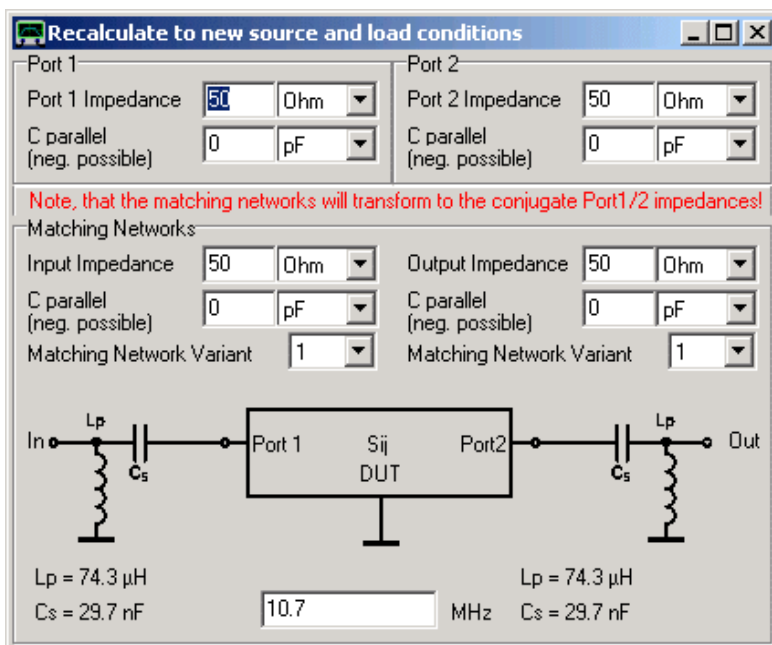 Recalculate to new source and load conditions
Port 1
Port 1 Impedance 50 Ohm
C parallel
(neg. possible) 0 pF
Port 2
Port 2 Impedance 50 Ohm
C parallel
(neg. possible) 0 pF
Note, that the matching networks will transform to the conjugate Port1/2 impedances!
Matching Networks
Input Impedance 50 Ohm
C parallel
(neg. possible) 0 pF
Matching Network Variant 1
Output Impedance 50 Ohm
C parallel
(neg. possible) 0 pF
Matching Network Variant 1
Lp
In
Cs
Port 1 Sij Port2
DUT
Lp
Out
Cs
Lp = 74.3 µH
Cs = 29.7 nF
10.7 MHz
Lp = 74.3 µH
Cs = 29.7 nF